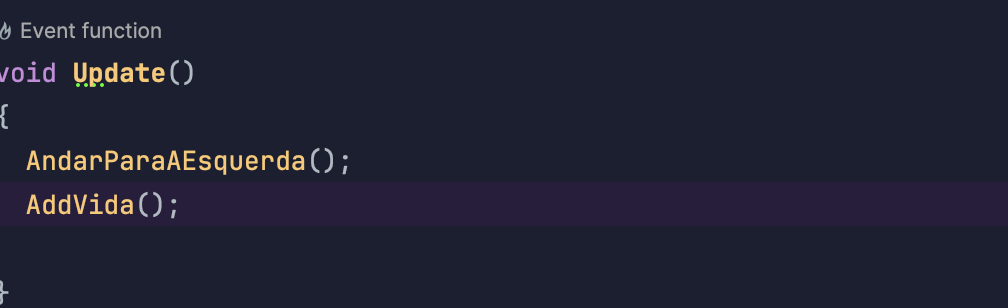 Event function
void Update()
{
AndarParaAEsquerda();
AddVida();
}